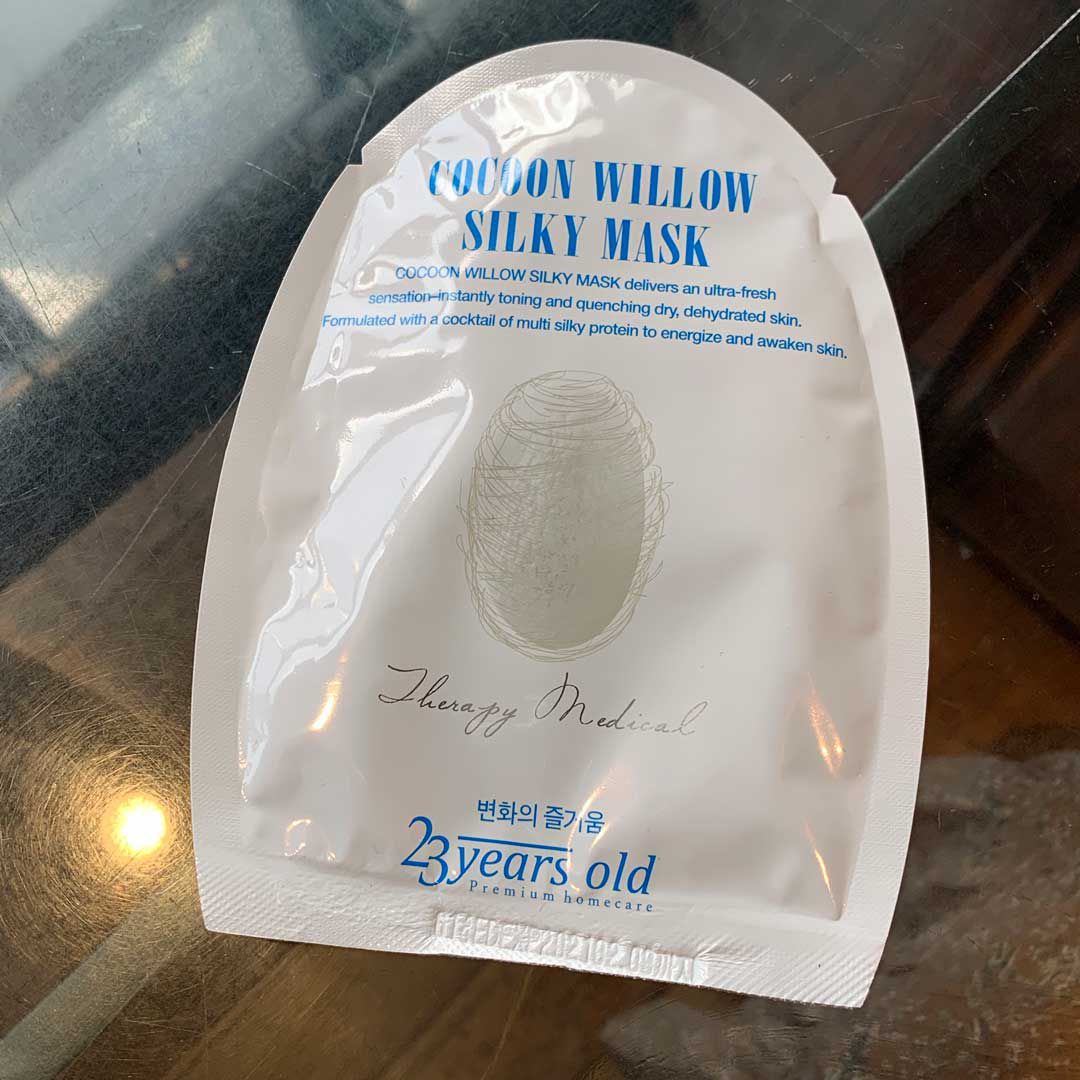 COCOON WILLOW
SILKY MASK
COCOON WILLOW SILKY MASK delivers an ultra-fresh
sensation-instantly toning and quenching dry, dehydrated skin.
Formulated with a cocktail of multi silky protein to energize and awaken skin.
Therapy Medical
변화의 즐거움
23 years old
Premium homecare